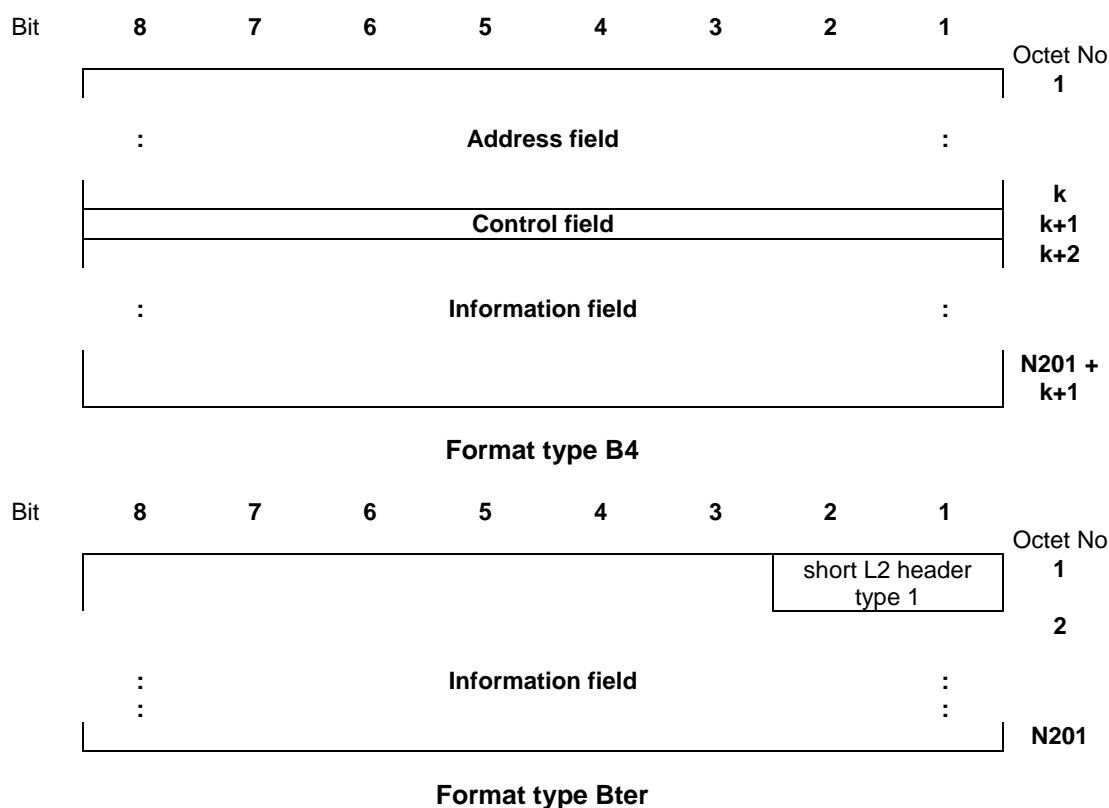 Bit 8 7 6 5 4 3 2 1
Octet No
1
: Address field :
k
Control field k+1
k+2
: Information field :
N201 +
k+1
Format type B4
Bit 8 7 6 5 4 3 2 1
Octet No
short L2 header 1
type 1
2
: Information field :
: :
N201
Format type Bter